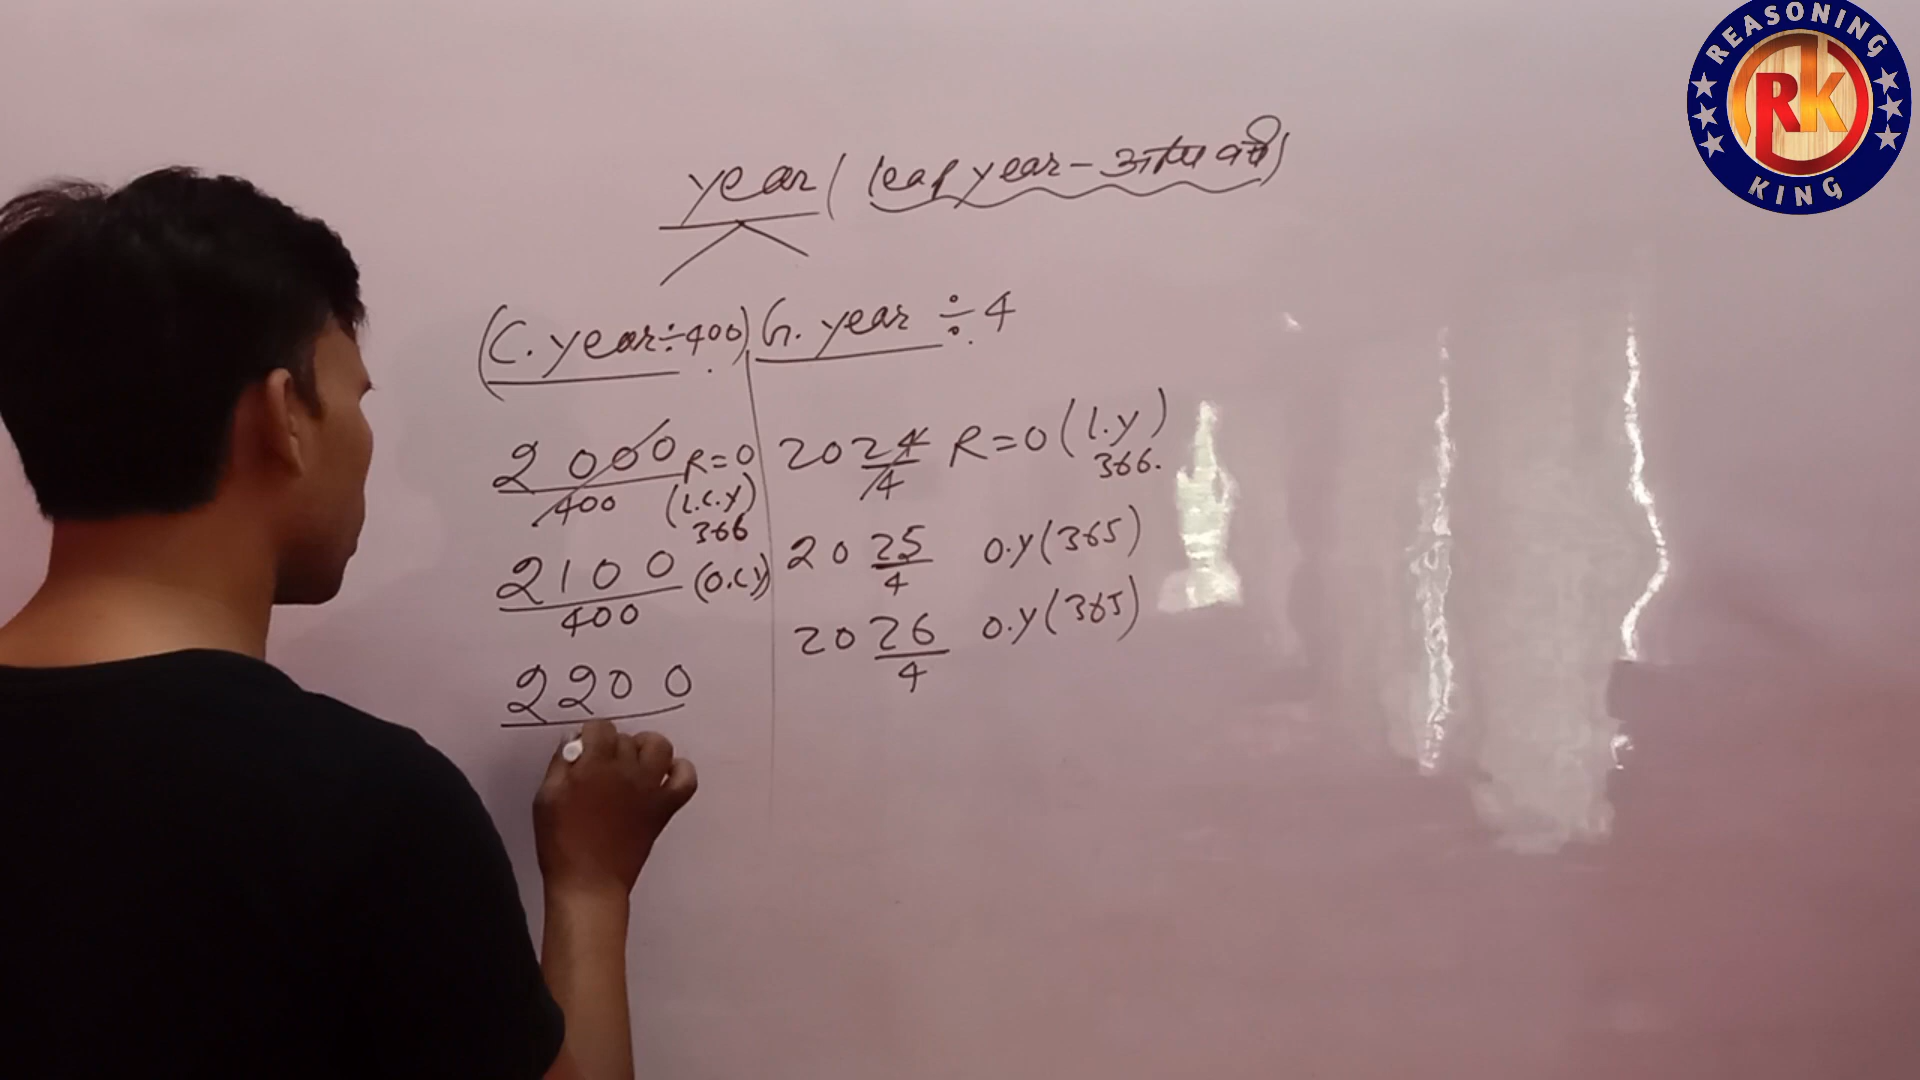 year (leap year - अधिवर्ष)
(C. year ÷ 400)
2000 R=0
400 (L.C.Y)
366
2100 (O.C.Y)
400
2200
G. year ÷ 4
2024 R=0 (L.Y)
4 366.
2025 O.Y (365)
4
2026 O.Y (365)
4
REASONING
RK
KING